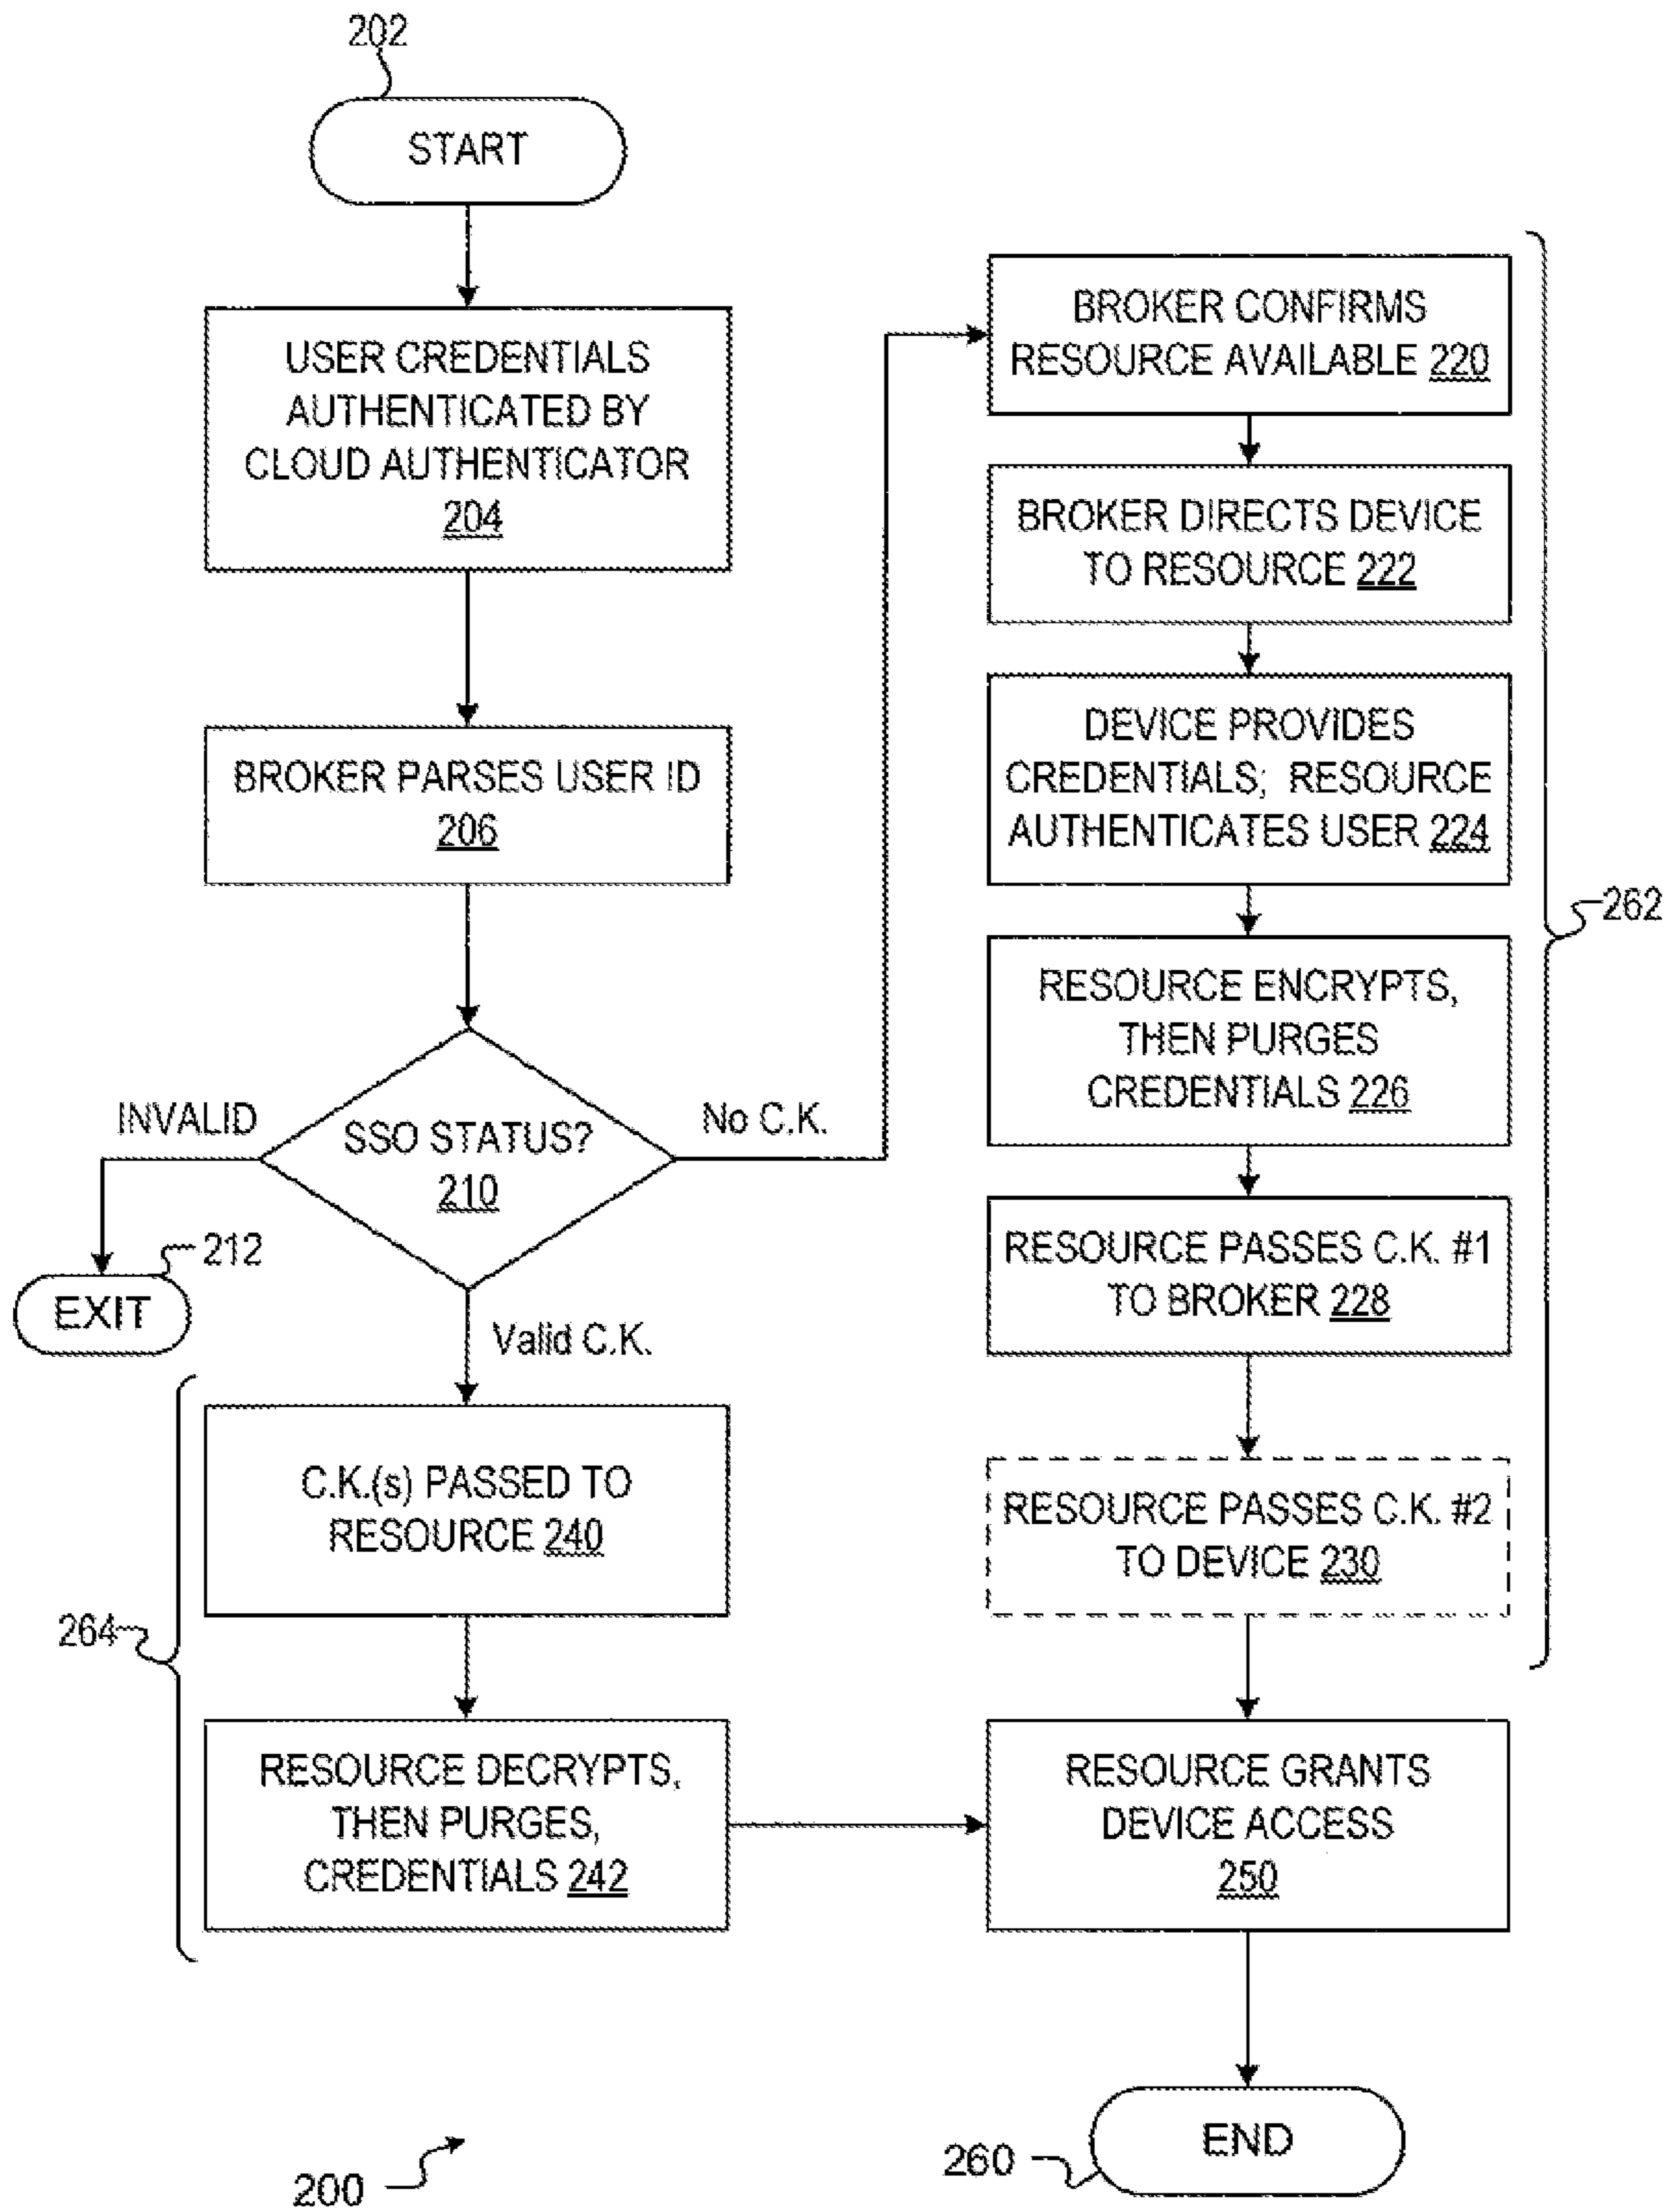 202
START
USER CREDENTIALS
AUTHENTICATED BY
CLOUD AUTHENTICATOR
204
BROKER PARSES USER ID
206
SSO STATUS?
210
INVALID
No C.K.
212
EXIT
Valid C.K.
C.K.(s) PASSED TO
RESOURCE 240
264
RESOURCE DECRYPTS,
THEN PURGES,
CREDENTIALS 242
BROKER CONFIRMS
RESOURCE AVAILABLE 220
BROKER DIRECTS DEVICE
TO RESOURCE 222
DEVICE PROVIDES
CREDENTIALS; RESOURCE
AUTHENTICATES USER 224
262
RESOURCE ENCRYPTS,
THEN PURGES
CREDENTIALS 226
RESOURCE PASSES C.K. #1
TO BROKER 228
RESOURCE PASSES C.K. #2
TO DEVICE 230
RESOURCE GRANTS
DEVICE ACCESS
250
END
260
200